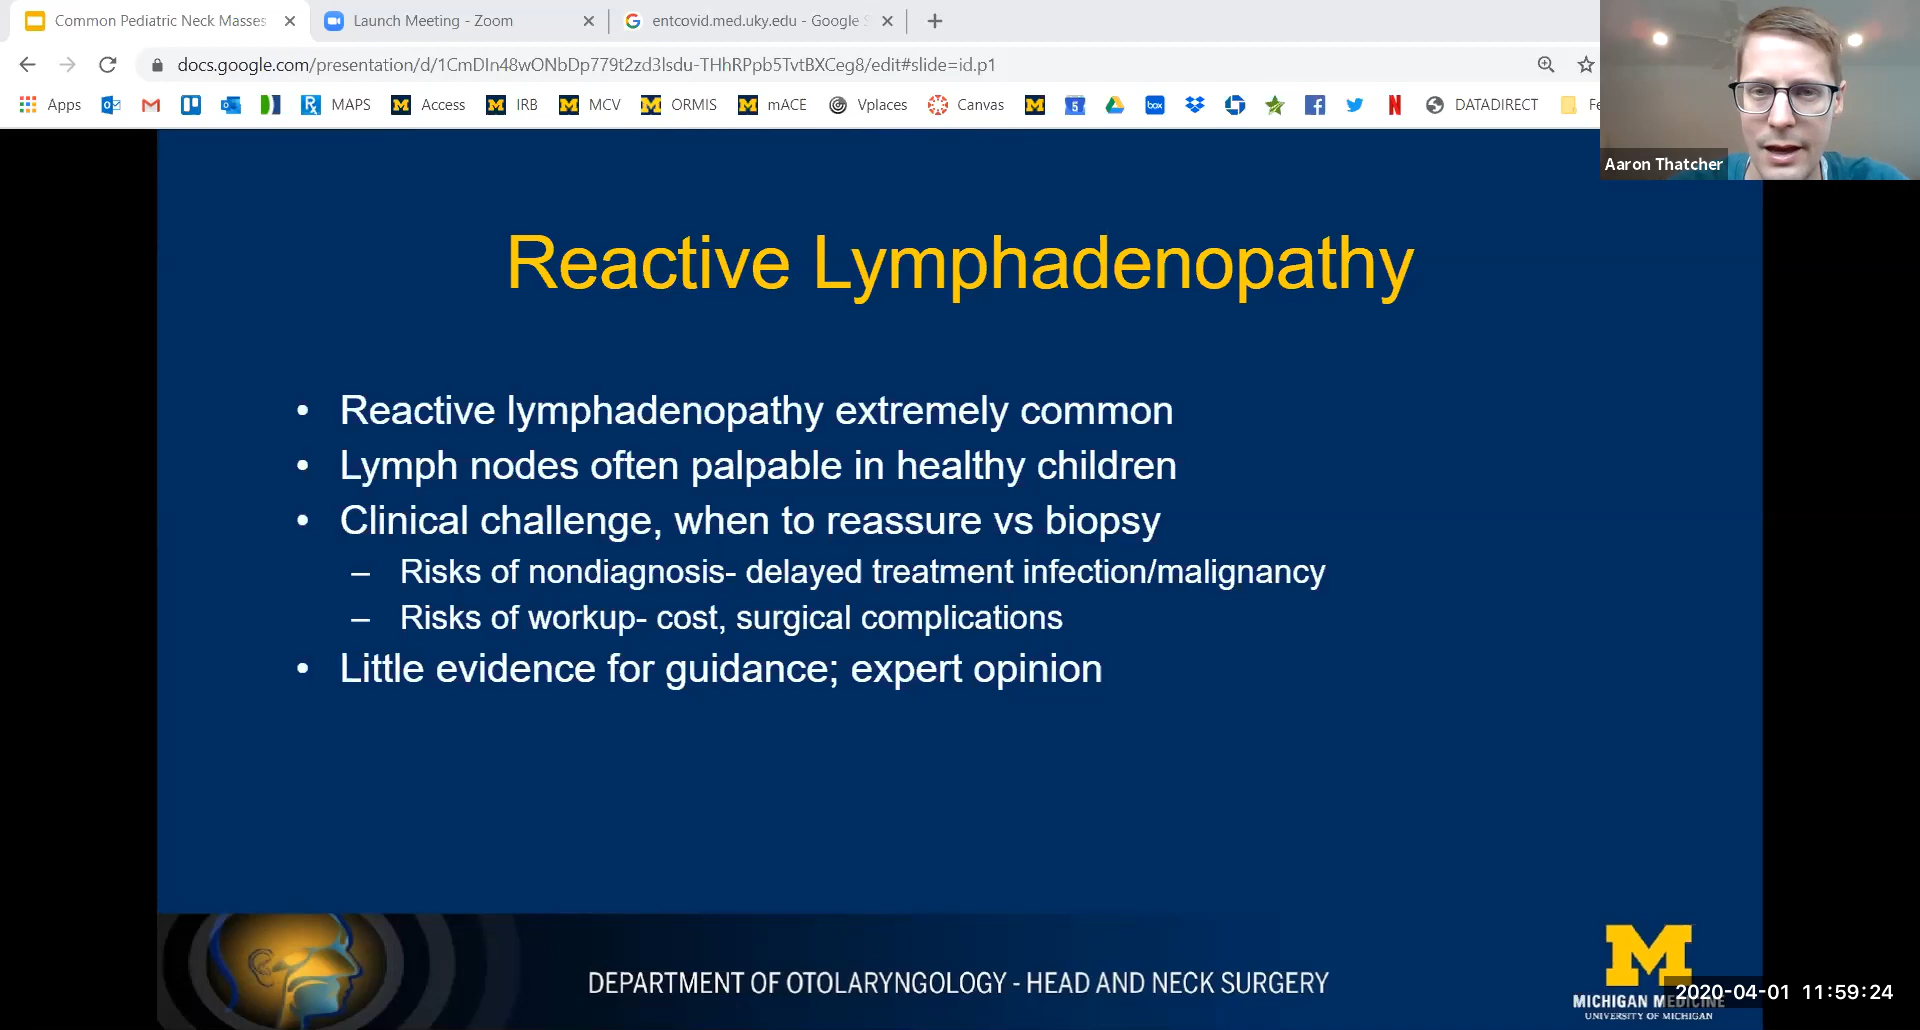 Common Pediatric Neck Masses
Launch Meeting - Zoom
entcovid.med.uky.edu - Google
docs.google.com/presentation/d/1CmDIn48wONbDp779t2zd3lsdu-THhRPpb5TvtBXCeg8/edit#slide=id.p1
Apps MAPS Access IRB MCV ORMIS mACE Vplaces Canvas 5 box DATADIRECT
Aaron Thatcher
Reactive Lymphadenopathy
• Reactive lymphadenopathy extremely common
• Lymph nodes often palpable in healthy children
• Clinical challenge, when to reassure vs biopsy
– Risks of nondiagnosis- delayed treatment infection/malignancy
– Risks of workup- cost, surgical complications
• Little evidence for guidance; expert opinion
DEPARTMENT OF OTOLARYNGOLOGY - HEAD AND NECK SURGERY
M
MICHIGAN MEDICINE
UNIVERSITY OF MICHIGAN
2020-04-01 11:59:24